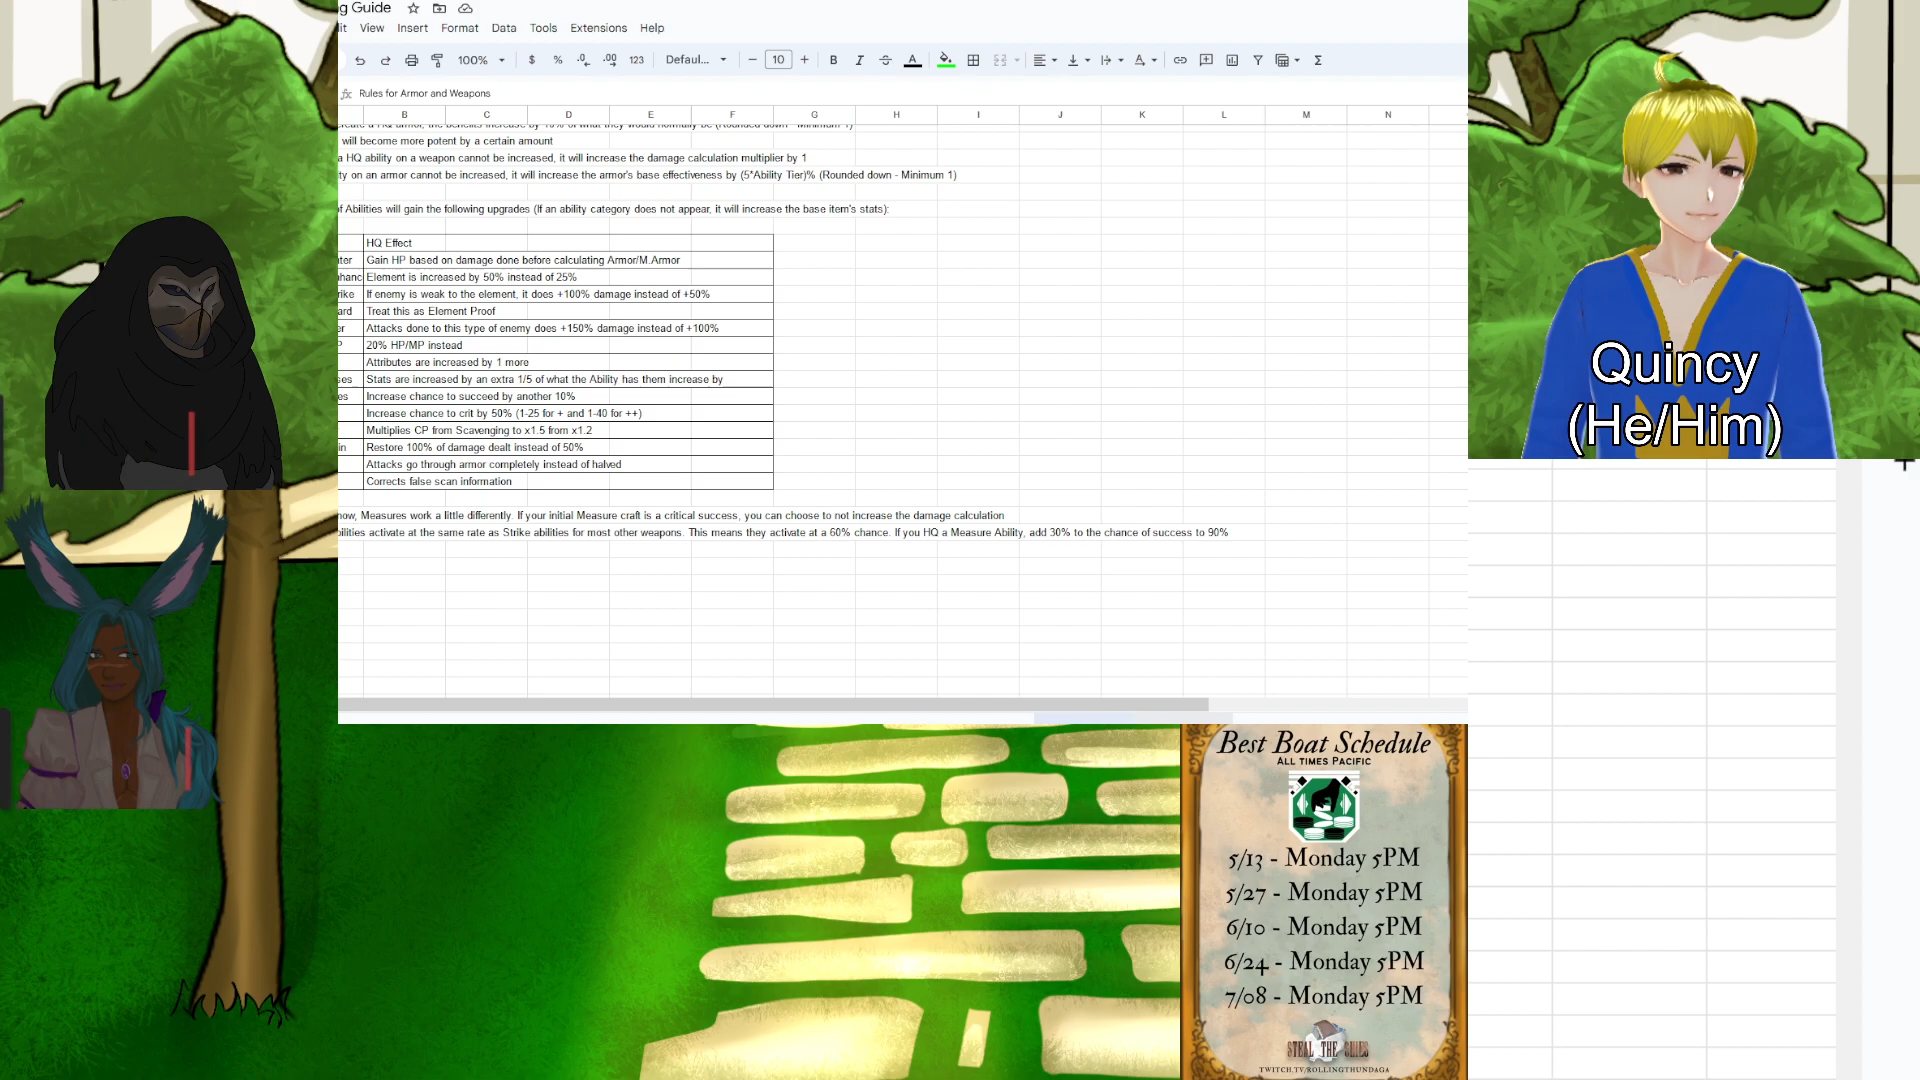 g Guide
it View Insert Format Data Tools Extensions Help
100% $ % .0 .00 123 Defaul... − 10 + B I A Σ
fx Rules for Armor and Weapons
B C D E F G H I J K L M N
will become more potent by a certain amount
a HQ ability on a weapon cannot be increased, it will increase the damage calculation multiplier by 1
ty on an armor cannot be increased, it will increase the armor's base effectiveness by (5*Ability Tier)% (Rounded down - Minimum 1)
of Abilities will gain the following upgrades (If an ability category does not appear, it will increase the base item's stats):
HQ Effect
ter Gain HP based on damage done before calculating Armor/M.Armor
nhanc Element is increased by 50% instead of 25%
rike If enemy is weak to the element, it does +100% damage instead of +50%
ard Treat this as Element Proof
er Attacks done to this type of enemy does +150% damage instead of +100%
P 20% HP/MP instead
Attributes are increased by 1 more
ses Stats are increased by an extra 1/5 of what the Ability has them increase by
es Increase chance to succeed by another 10%
Increase chance to crit by 50% (1-25 for + and 1-40 for ++)
Multiplies CP from Scavenging to x1.5 from x1.2
in Restore 100% of damage dealt instead of 50%
Attacks go through armor completely instead of halved
Corrects false scan information
now, Measures work a little differently. If your initial Measure craft is a critical success, you can choose to not increase the damage calculation
bilities activate at the same rate as Strike abilities for most other weapons. This means they activate at a 60% chance. If you HQ a Measure Ability, add 30% to the chance of success to 90%
Quincy
(He/Him)
Best Boat Schedule
ALL TIMES PACIFIC
5/13 - Monday 5PM
5/27 - Monday 5PM
6/10 - Monday 5PM
6/24 - Monday 5PM
7/08 - Monday 5PM
STEAL THE SKIES
TWITCH.TV/ROLLINGTHUNDAGA